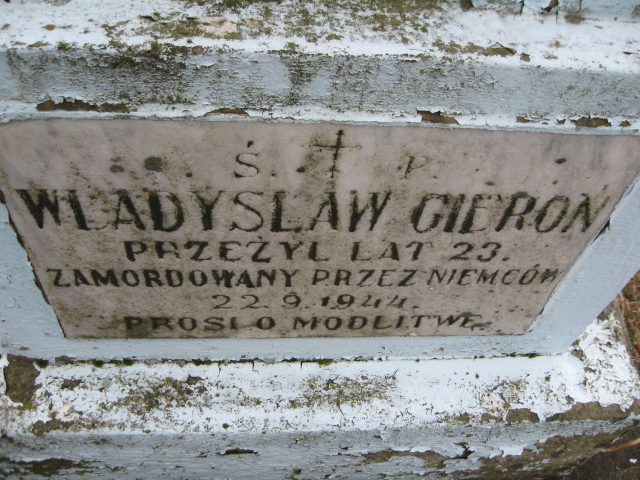 Ś. † P.
WŁADYSŁAW GIEROŃ
PRZEŻYŁ LAT 23.
ZAMORDOWANY PRZEZ NIEMCÓW
22.9.1944.
PROSI O MODLITWĘ.